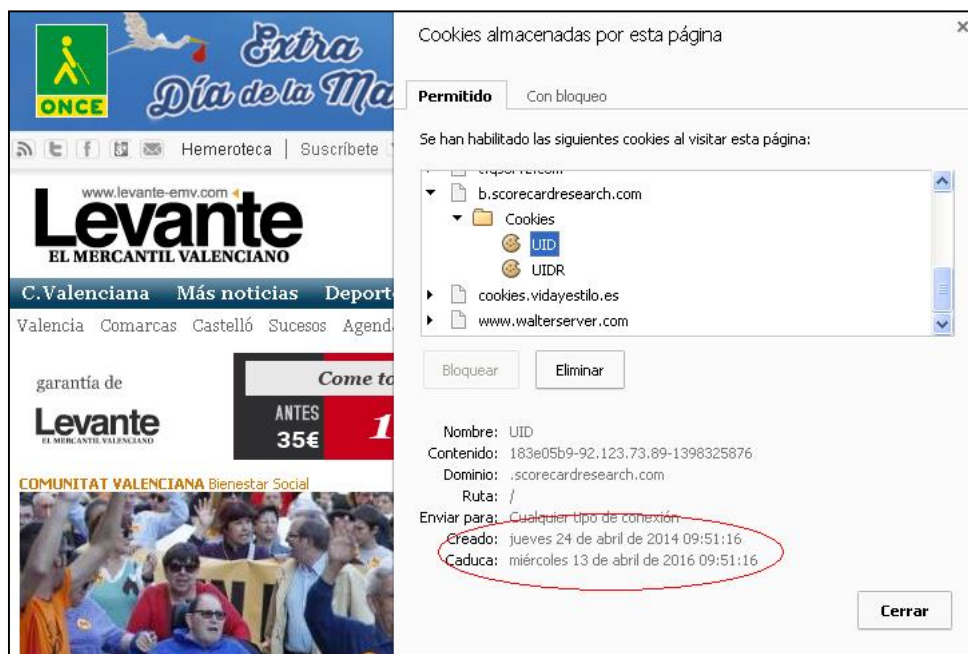 Extra
Día de la Ma
ONCE
Hemeroteca | Suscríbete
www.levante-emv.com
Levante
EL MERCANTIL VALENCIANO
C.Valenciana Más noticias Deport
Valencia Comarcas Castelló Sucesos Agend
garantía de
Levante
EL MERCANTIL VALENCIANO
Come to
ANTES
35€
1
COMUNITAT VALENCIANA Bienestar Social
Cookies almacenadas por esta página
x
Permitido Con bloqueo
Se han habilitado las siguientes cookies al visitar esta página:
b.scorecardresearch.com
Cookies
UID
UIDR
cookies.vidayestilo.es
www.walterserver.com
Bloquear Eliminar
Nombre: UID
Contenido: 183e05b9-92.123.73.89-1398325876
Dominio: .scorecardresearch.com
Ruta: /
Enviar para: Cualquier tipo de conexión
Creado: jueves 24 de abril de 2014 09:51:16
Caduca: miércoles 13 de abril de 2016 09:51:16
Cerrar